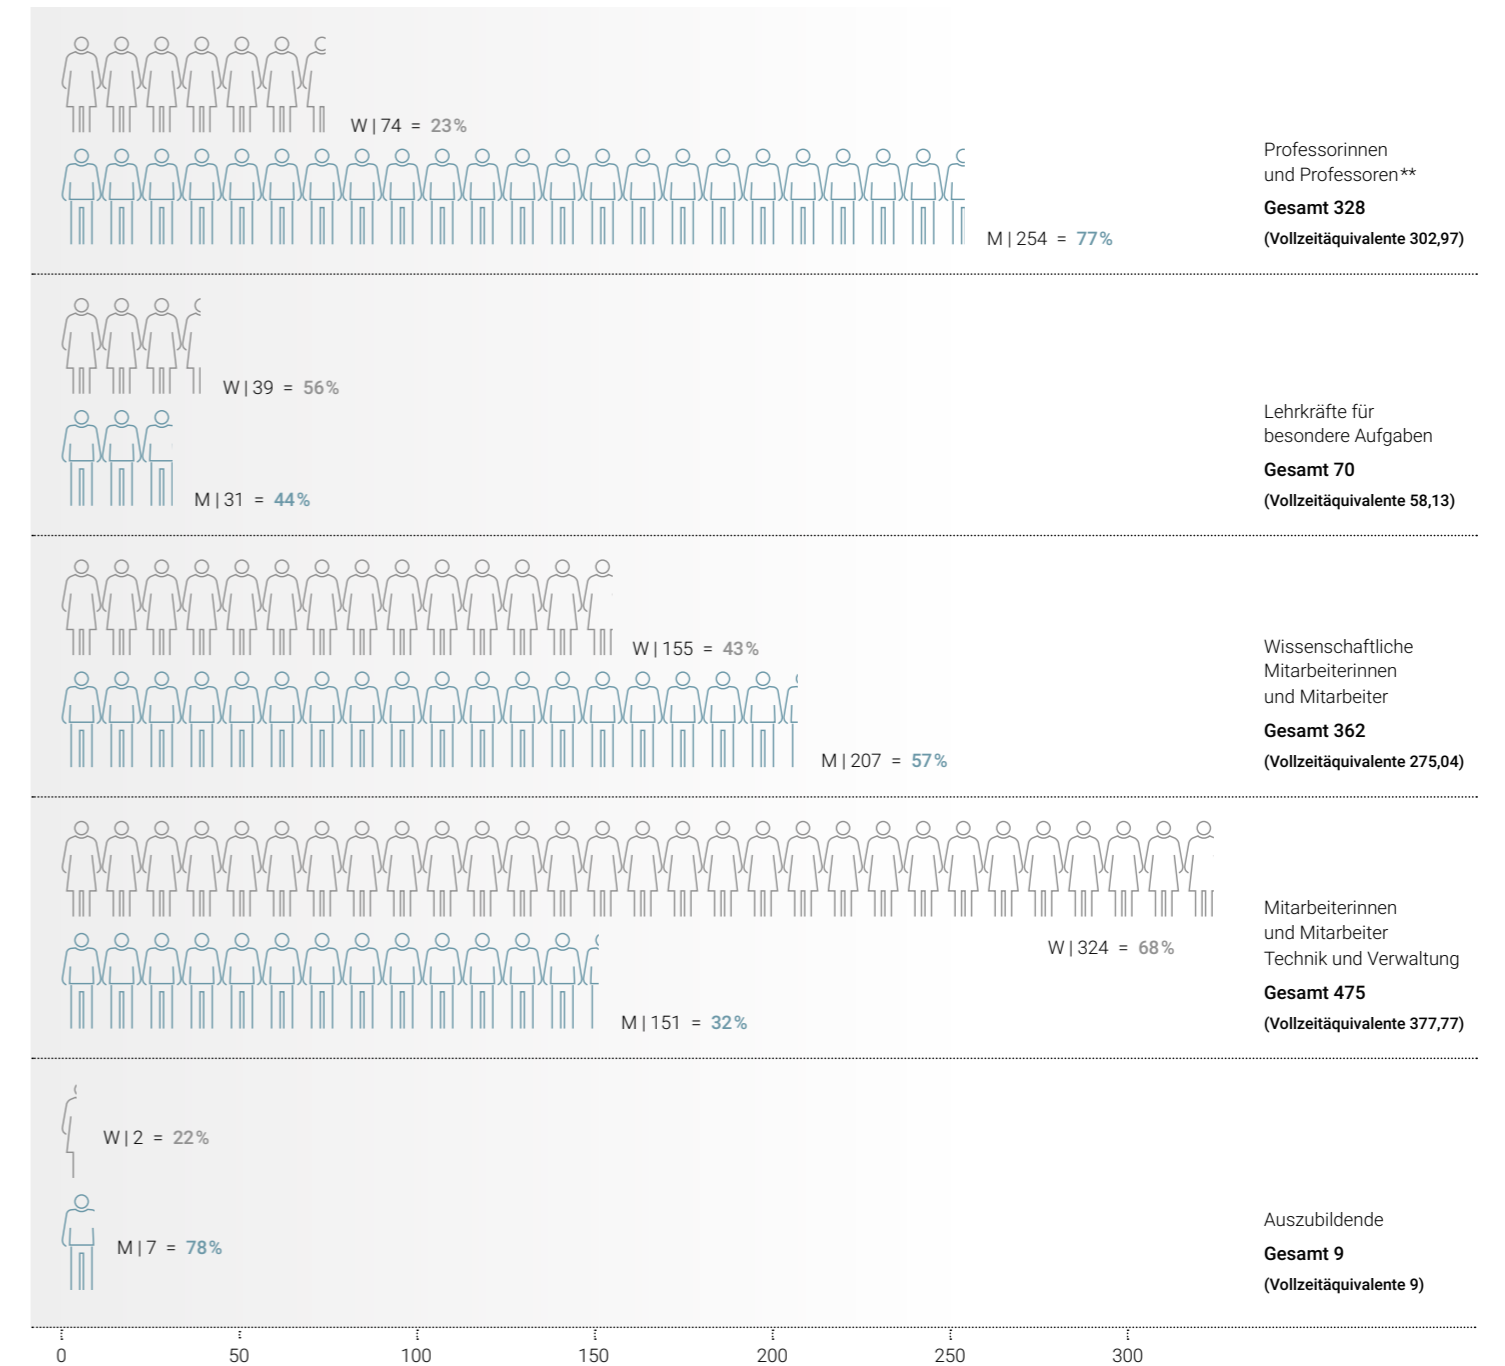 W | 74 = 23%
M | 254 = 77%
Professorinnen
und Professoren**
Gesamt 328
(Vollzeitäquivalente 302,97)
W | 39 = 56%
M | 31 = 44%
Lehrkräfte für
besondere Aufgaben
Gesamt 70
(Vollzeitäquivalente 58,13)
W | 155 = 43%
M | 207 = 57%
Wissenschaftliche
Mitarbeiterinnen
und Mitarbeiter
Gesamt 362
(Vollzeitäquivalente 275,04)
W | 324 = 68%
M | 151 = 32%
Mitarbeiterinnen
und Mitarbeiter
Technik und Verwaltung
Gesamt 475
(Vollzeitäquivalente 377,77)
W | 2 = 22%
M | 7 = 78%
Auszubildende
Gesamt 9
(Vollzeitäquivalente 9)
0 50 100 150 200 250 300